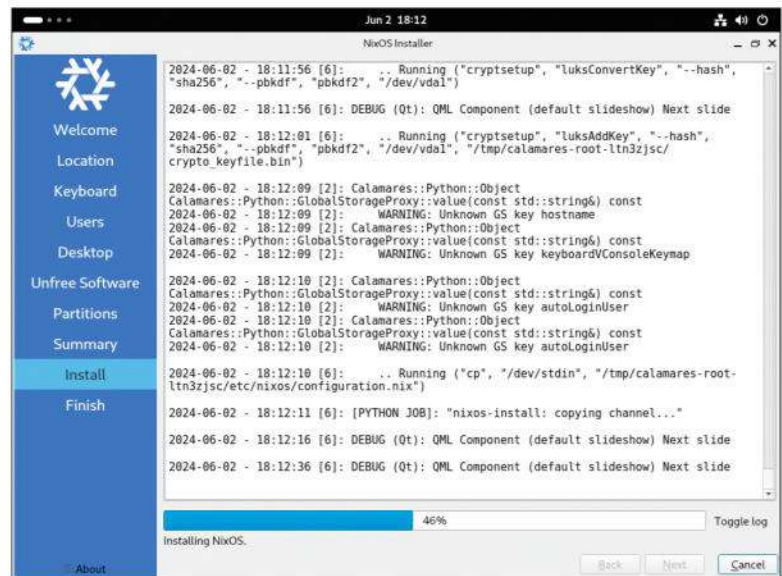 Jun 2 18:12
NixOS Installer
Welcome
Location
Keyboard
Users
Desktop
Unfree Software
Partitions
Summary
Install
Finish
About
2024-06-02 - 18:11:56 [6]: .. Running ("cryptsetup", "luksConvertKey", "--hash",
"sha256", "--pbkdf", "pbkdf2", "/dev/vda1")
2024-06-02 - 18:11:56 [6]: DEBUG (Qt): QML Component (default slideshow) Next slide
2024-06-02 - 18:12:01 [6]: .. Running ("cryptsetup", "luksAddKey", "--hash",
"sha256", "--pbkdf", "pbkdf2", "/dev/vda1", "/tmp/calamares-root-ltn3zjsc/
crypto_keyfile.bin")
2024-06-02 - 18:12:09 [2]: Calamares::Python::Object
Calamares::Python::GlobalStorageProxy::value(const std::string&) const
2024-06-02 - 18:12:09 [2]: WARNING: Unknown GS key hostname
2024-06-02 - 18:12:09 [2]: Calamares::Python::Object
Calamares::Python::GlobalStorageProxy::value(const std::string&) const
2024-06-02 - 18:12:09 [2]: WARNING: Unknown GS key keyboardVConsoleKeymap
2024-06-02 - 18:12:10 [2]: Calamares::Python::Object
Calamares::Python::GlobalStorageProxy::value(const std::string&) const
2024-06-02 - 18:12:10 [2]: WARNING: Unknown GS key autoLoginUser
2024-06-02 - 18:12:10 [2]: Calamares::Python::Object
Calamares::Python::GlobalStorageProxy::value(const std::string&) const
2024-06-02 - 18:12:10 [2]: WARNING: Unknown GS key autoLoginUser
2024-06-02 - 18:12:10 [6]: .. Running ("cp", "/dev/stdin", "/tmp/calamares-root-
ltn3zjsc/etc/nixos/configuration.nix")
2024-06-02 - 18:12:11 [6]: [PYTHON JOB]: "nixos-install: copying channel..."
2024-06-02 - 18:12:16 [6]: DEBUG (Qt): QML Component (default slideshow) Next slide
2024-06-02 - 18:12:36 [6]: DEBUG (Qt): QML Component (default slideshow) Next slide
46%
Toggle log
Installing NixOS.
Back
Next
Cancel